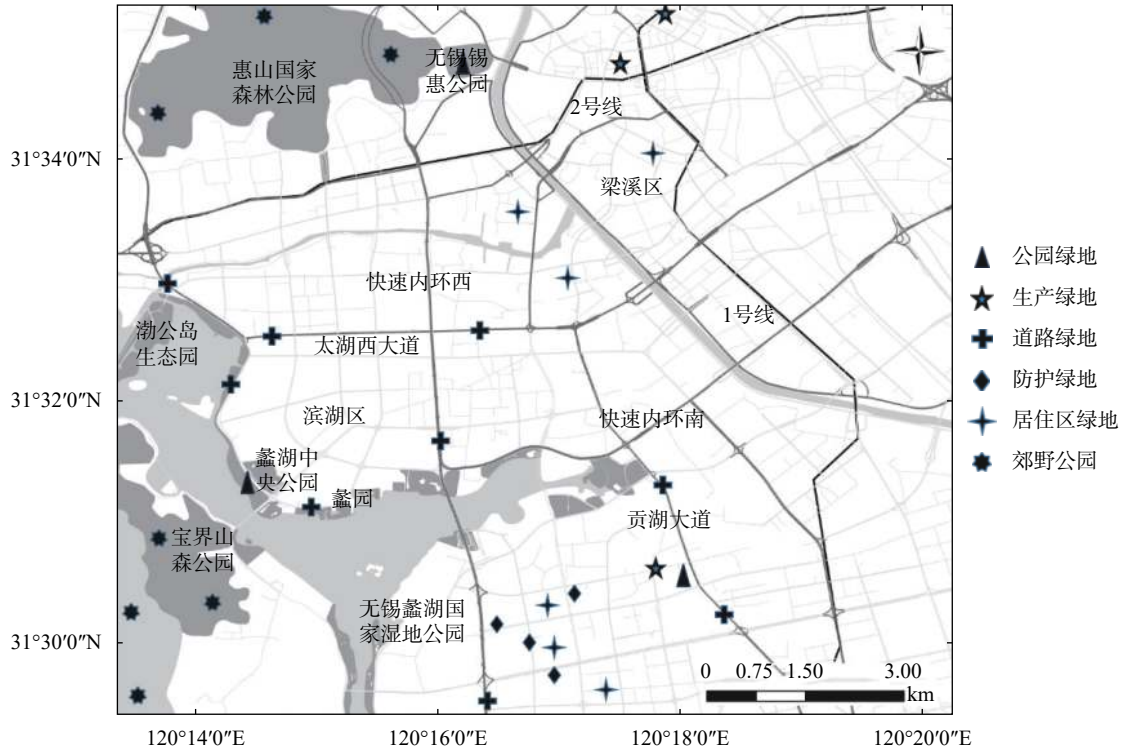 惠山国家
森林公园
无锡锡
惠公园
2号线
31°34′0″N
梁溪区
快速内环西
公园绿地
生产绿地
1号线
渤公岛
生态园
太湖西大道
道路绿地
防护绿地
31°32′0″N
滨湖区
快速内环南
居住区绿地
蠡湖中
央公园
郊野公园
蠡园
贡湖大道
宝界山
森公园
无锡蠡湖国
家湿地公园
31°30′0″N
0 0.75 1.50 3.00
km
120°14′0″E 120°16′0″E 120°18′0″E 120°20′0″E